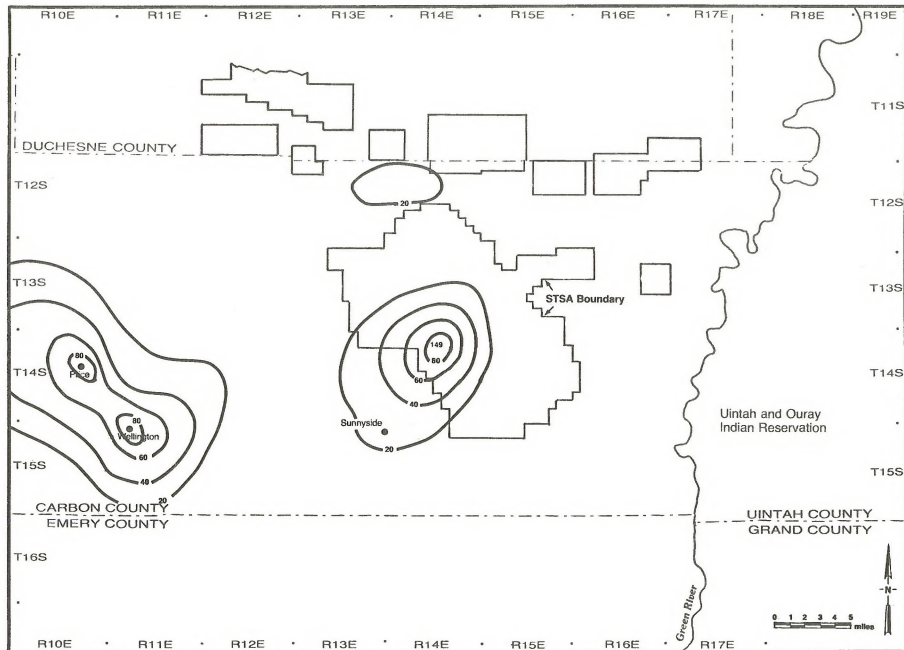 R10E R11E R12E R13E R14E R15E R16E R17E R18E R19E
T11S T11S
DUCHESNE COUNTY
T12S T12S
20
T13S T13S
STSA Boundary
149
80
80
Price
60
T14S T14S
40
80
Sunnyside
Wellington
Uintah and Ouray
Indian Reservation
60
20
T15S T15S
40
20
CARBON COUNTY
EMERY COUNTY
UINTAH COUNTY
GRAND COUNTY
T16S
N
Green River
0 1 2 3 4 5
miles
R10E R11E R12E R13E R14E R15E R16E R17E